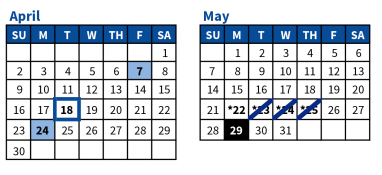 April
SU M T W TH F SA
1
2 3 4 5 6 7 8
9 10 11 12 13 14 15
16 17 18 19 20 21 22
23 24 25 26 27 28 29
30
May
SU M T W TH F SA
1 2 3 4 5 6
7 8 9 10 11 12 13
14 15 16 17 18 19 20
21 *22 *23 *24 *25 26 27
28 29 30 31